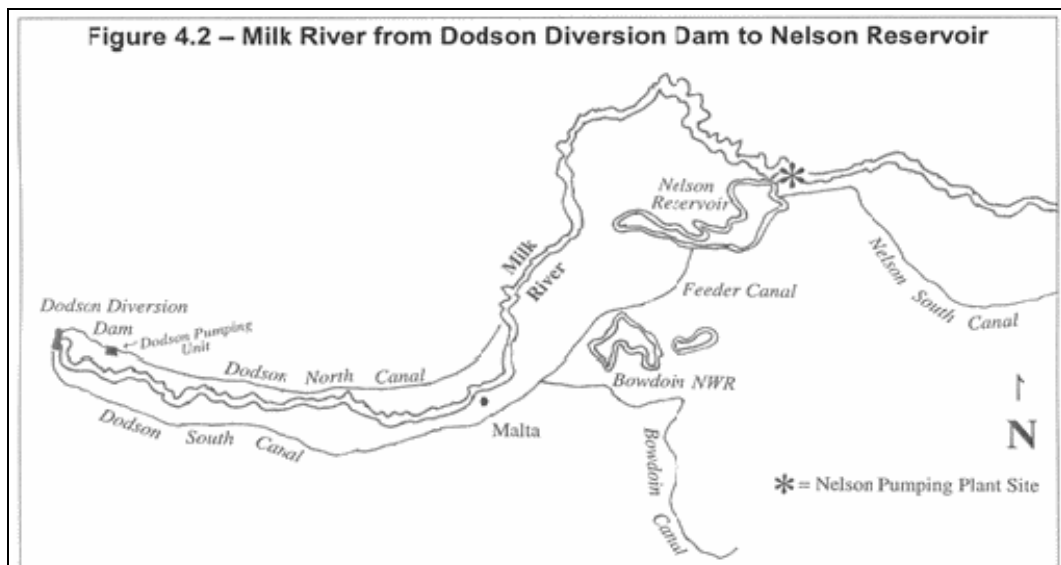 Figure 4.2 – Milk River from Dodson Diversion Dam to Nelson Reservoir
Nelson
Reservoir
Milk
River
Nelson South Canal
Feeder Canal
Dodson Diversion
Dam
←Dodson Pumping
Unit
Dodson North Canal
Bowdoin NWR
Dodson South Canal
Malta
Bowdoin Canal
N
* = Nelson Pumping Plant Site